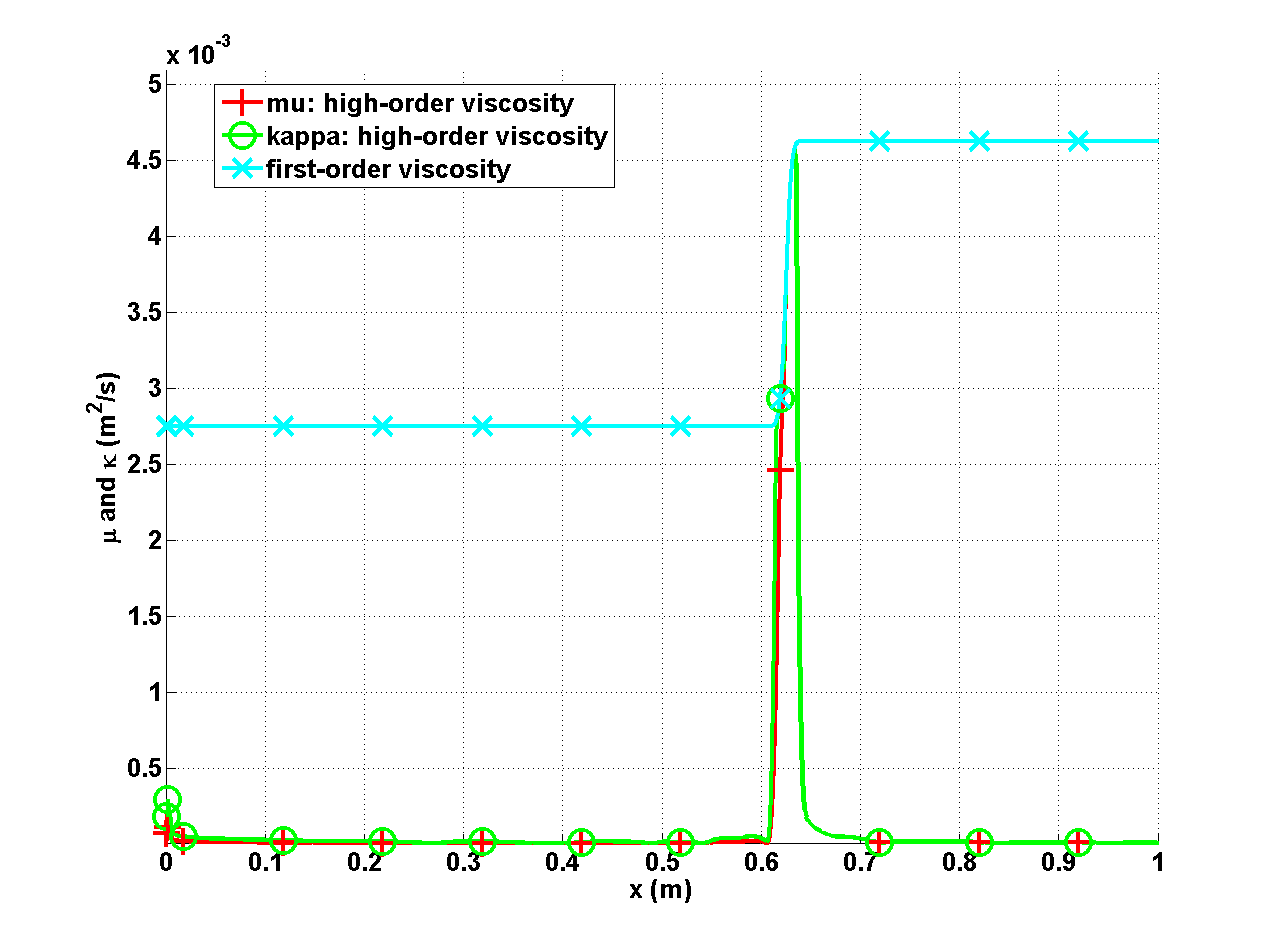 x 10^-3
5
4.5
4
3.5
3
2.5
2
1.5
1
0.5
μ and κ (m²/s)
mu: high-order viscosity
kappa: high-order viscosity
first-order viscosity
0 0.1 0.2 0.3 0.4 0.5 0.6 0.7 0.8 0.9 1
x (m)